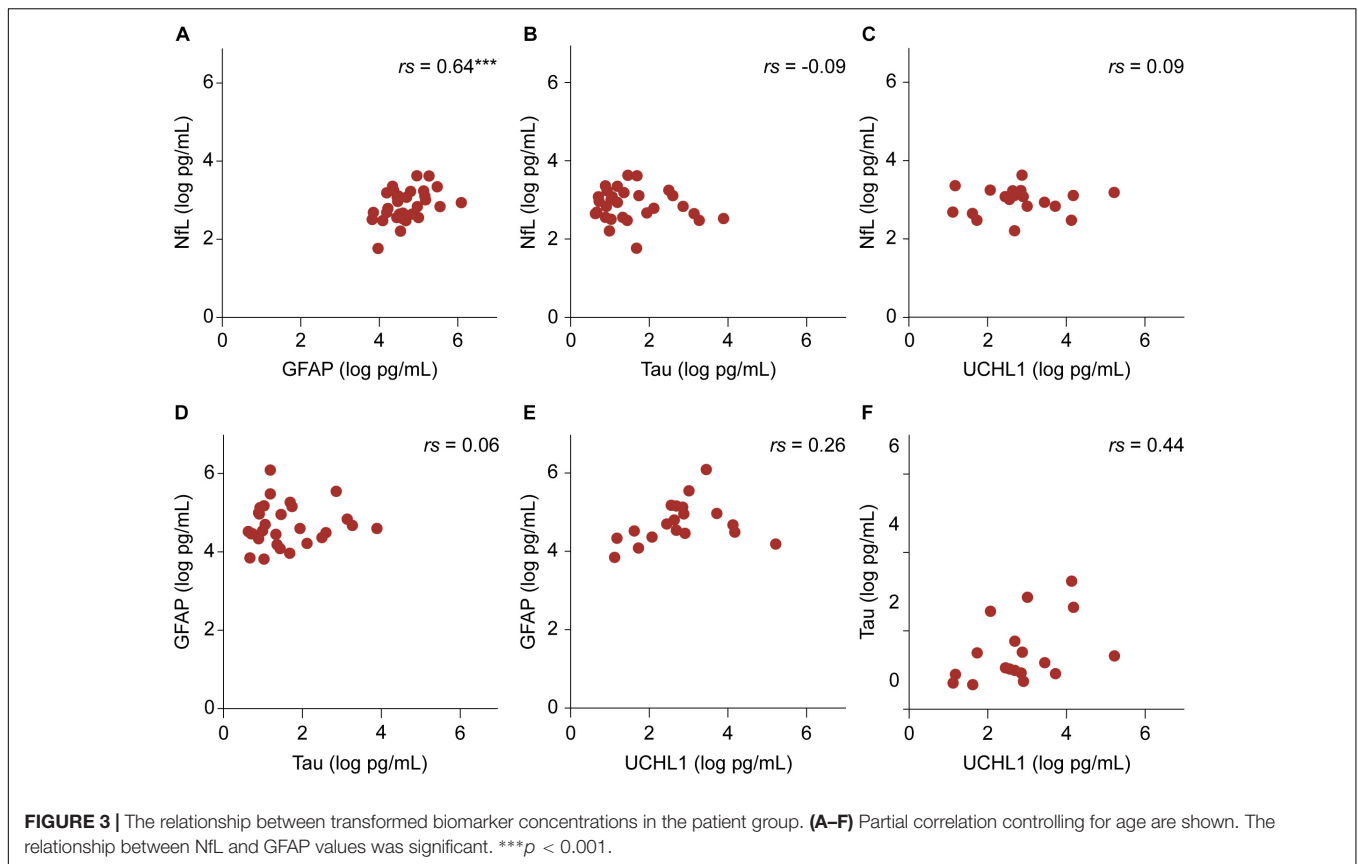 A
rs = 0.64***
6
4
2
0
NfL (log pg/mL)
0 2 4 6
GFAP (log pg/mL)
B
rs = -0.09
6
4
2
0
NfL (log pg/mL)
0 2 4 6
Tau (log pg/mL)
C
rs = 0.09
6
4
2
0
NfL (log pg/mL)
0 2 4 6
UCHL1 (log pg/mL)
D
rs = 0.06
6
4
2
0
GFAP (log pg/mL)
0 2 4 6
Tau (log pg/mL)
E
rs = 0.26
6
4
2
0
GFAP (log pg/mL)
0 2 4 6
UCHL1 (log pg/mL)
F
rs = 0.44
6
4
2
0
Tau (log pg/mL)
0 2 4 6
UCHL1 (log pg/mL)
FIGURE 3 | The relationship between transformed biomarker concentrations in the patient group. (A–F) Partial correlation controlling for age are shown. The
relationship between NfL and GFAP values was significant. ***p < 0.001.